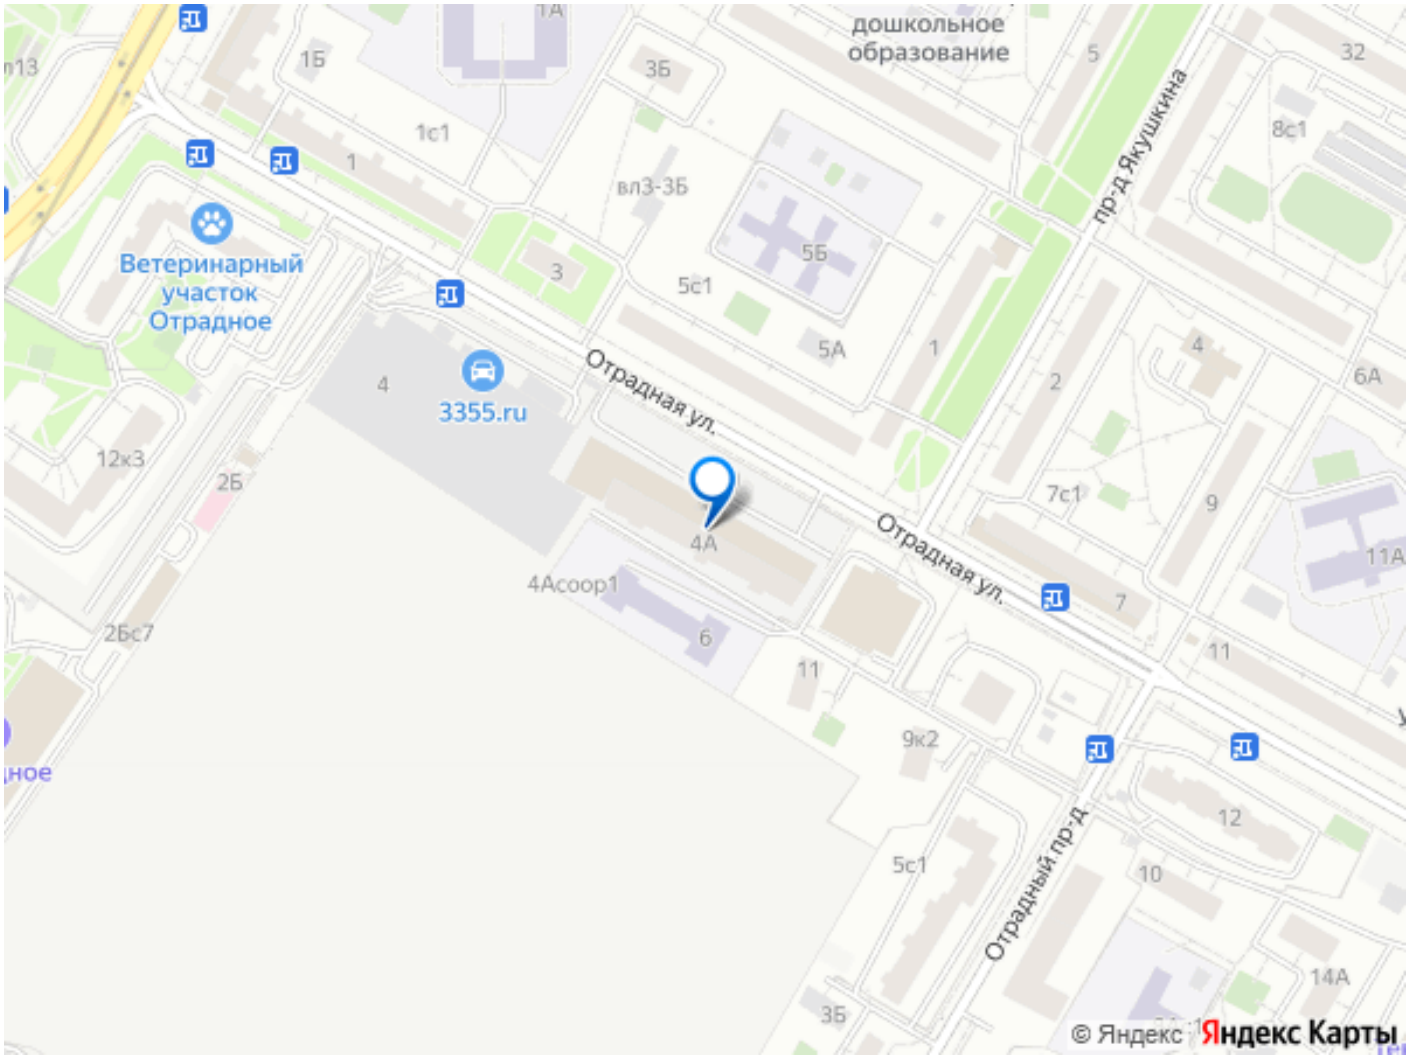 1А
дошкольное
образование
5
32
п13
1Б
3Б
1с1
8с1
1
пр-д Якушкина
вл3-3Б
Ветеринарный
участок
Отрадное
3
5Б
5с1
5А
1
2
4
6А
4
3355.ru
Отрадная ул.
12к3
2Б
7с1
9
4А
Отрадная ул.
11А
4Асоор1
6
7
2Бс7
11
11
9к2
дное
12
5с1
10
Отрадный пр-д
14А
3Б
© Яндекс
Яндекс Карты